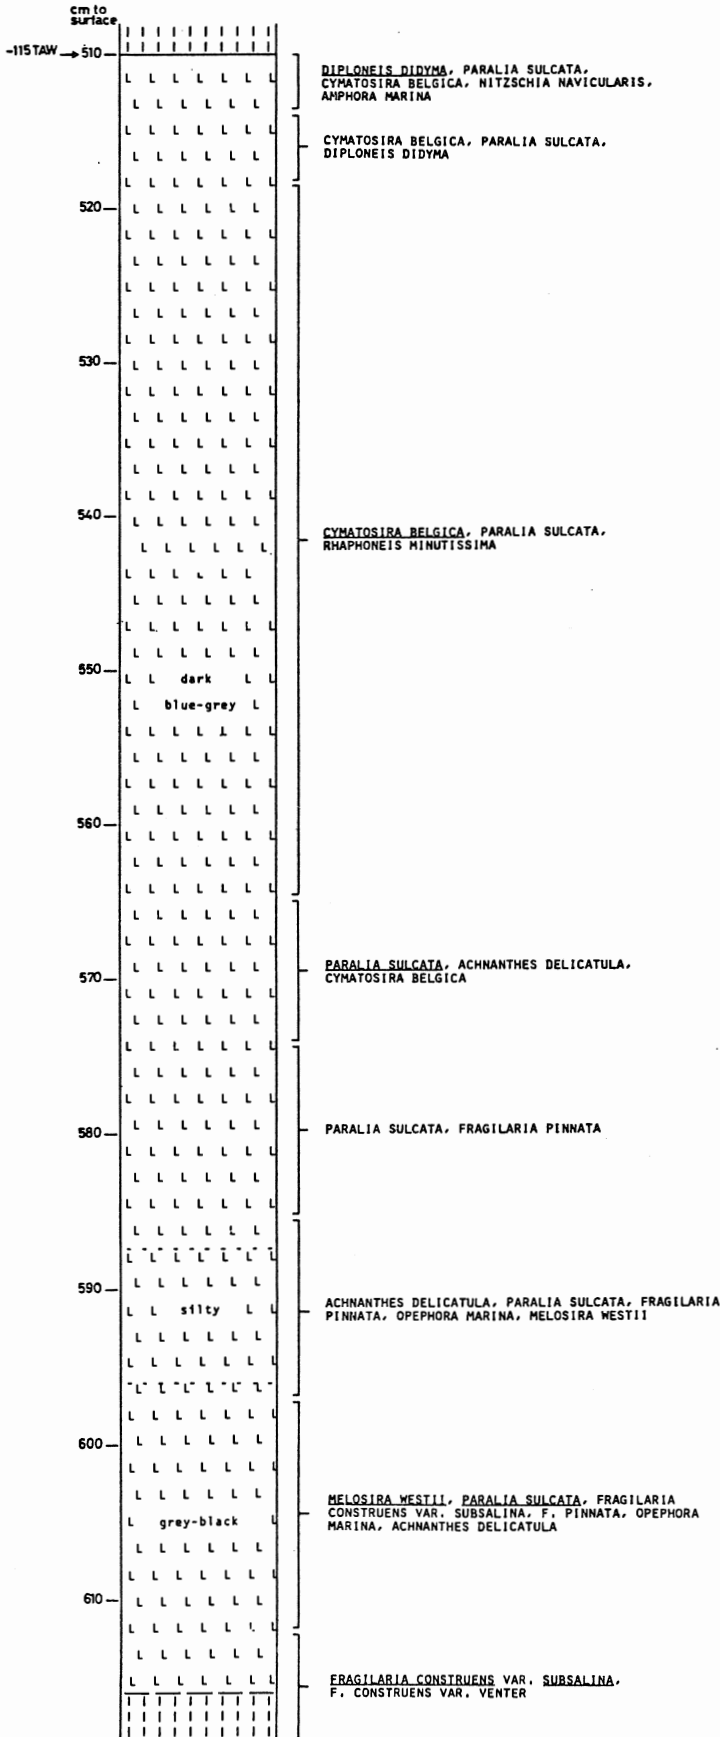 cm to
surface
-115 TAW
510
DIPLONEIS DIDYMA, PARALIA SULCATA,
CYMATOSIRA BELGICA, NITZSCHIA NAVICULARIS,
AMPHORA MARINA
CYMATOSIRA BELGICA, PARALIA SULCATA,
DIPLONEIS DIDYMA
520
530
540
CYMATOSIRA BELGICA, PARALIA SULCATA,
RHAPHONEIS MINUTISSIMA
550
dark
blue-grey
560
PARALIA SULCATA, ACHNANTHES DELICATULA,
CYMATOSIRA BELGICA
570
580
PARALIA SULCATA, FRAGILARIA PINNATA
590
silty
ACHNANTHES DELICATULA, PARALIA SULCATA, FRAGILARIA
PINNATA, OPEPHORA MARINA, MELOSIRA WESTII
600
MELOSIRA WESTII, PARALIA SULCATA, FRAGILARIA
CONSTRUENS VAR. SUBSALINA, F. PINNATA, OPEPHORA
MARINA, ACHNANTHES DELICATULA
grey-black
610
FRAGILARIA CONSTRUENS VAR. SUBSALINA,
F. CONSTRUENS VAR. VENTER